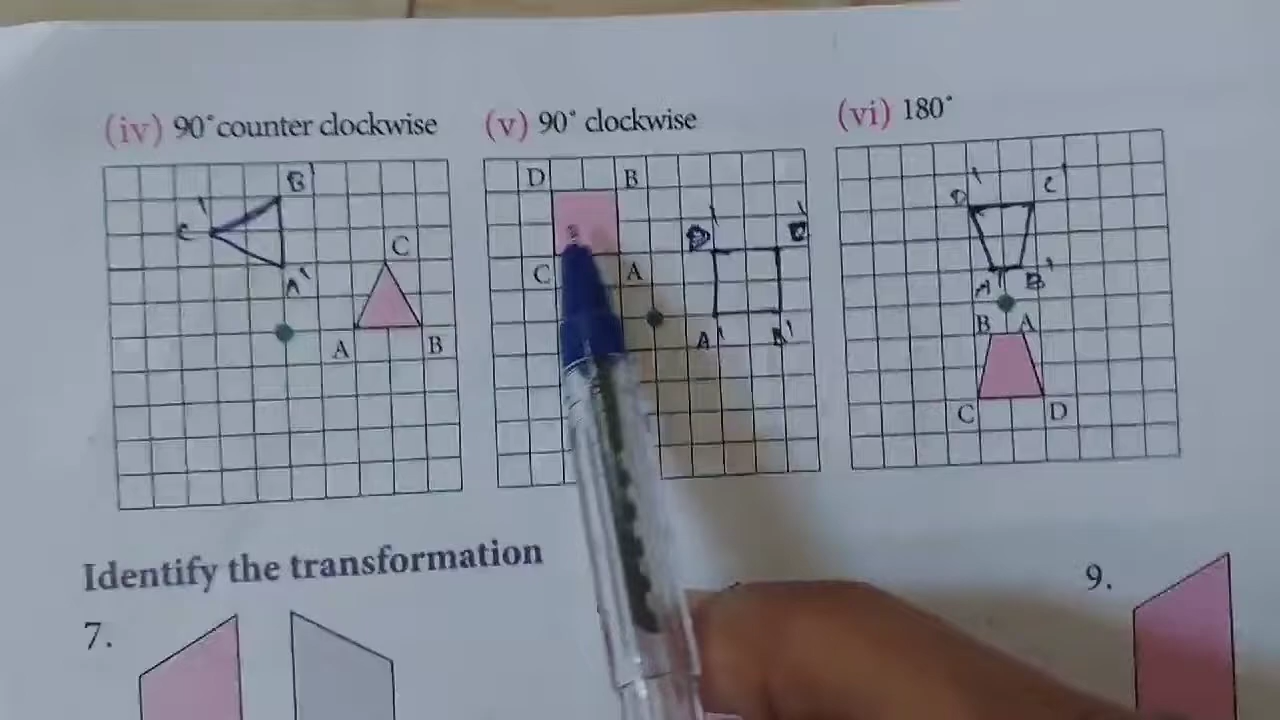 (iv) 90° counter clockwise
B'
C'
A'
C
A
B
(v) 90° clockwise
D
B
C
A
D'
A'
B'
(vi) 180°
D'
C'
A'
B'
B
A
C
D
Identify the transformation
7.
9.